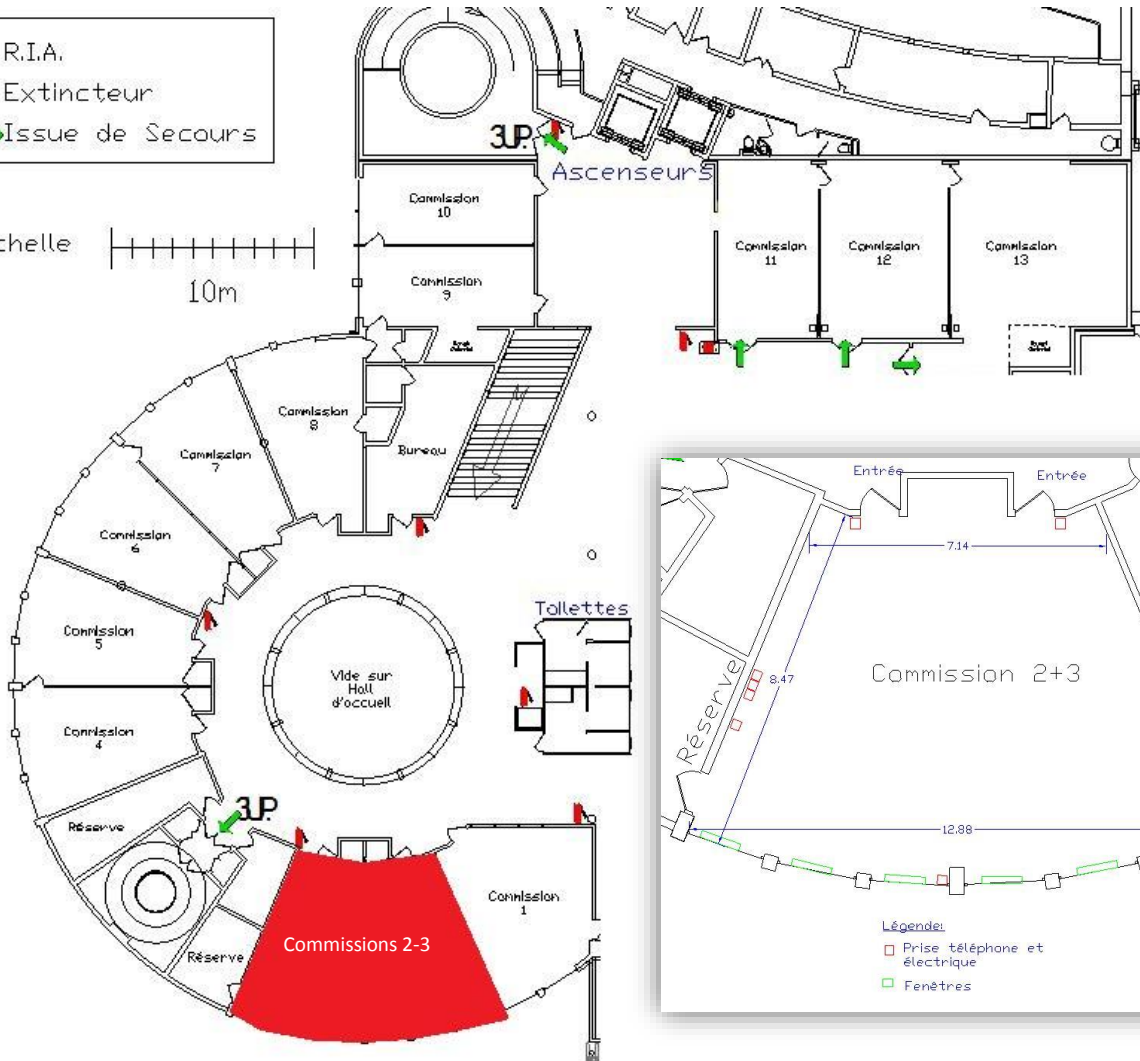 R.I.A.
Extincteur
Issue de Secours
chelle
10m
3U.P.
Ascenseurs
Commission
10
Commission
9
Commission
11
Commission
12
Commission
13
Commission
8
Bureau
Commission
7
Commission
6
Commission
5
Commission
4
Vide sur
Hall
d'accueil
Toilettes
3U.P.
Réserve
Réserve
Commissions 2-3
Commission
1
Entrée
Entrée
7.14
8.47
Commission 2+3
Réserve
12.88
Légende:
Prise téléphone et
électrique
Fenêtres